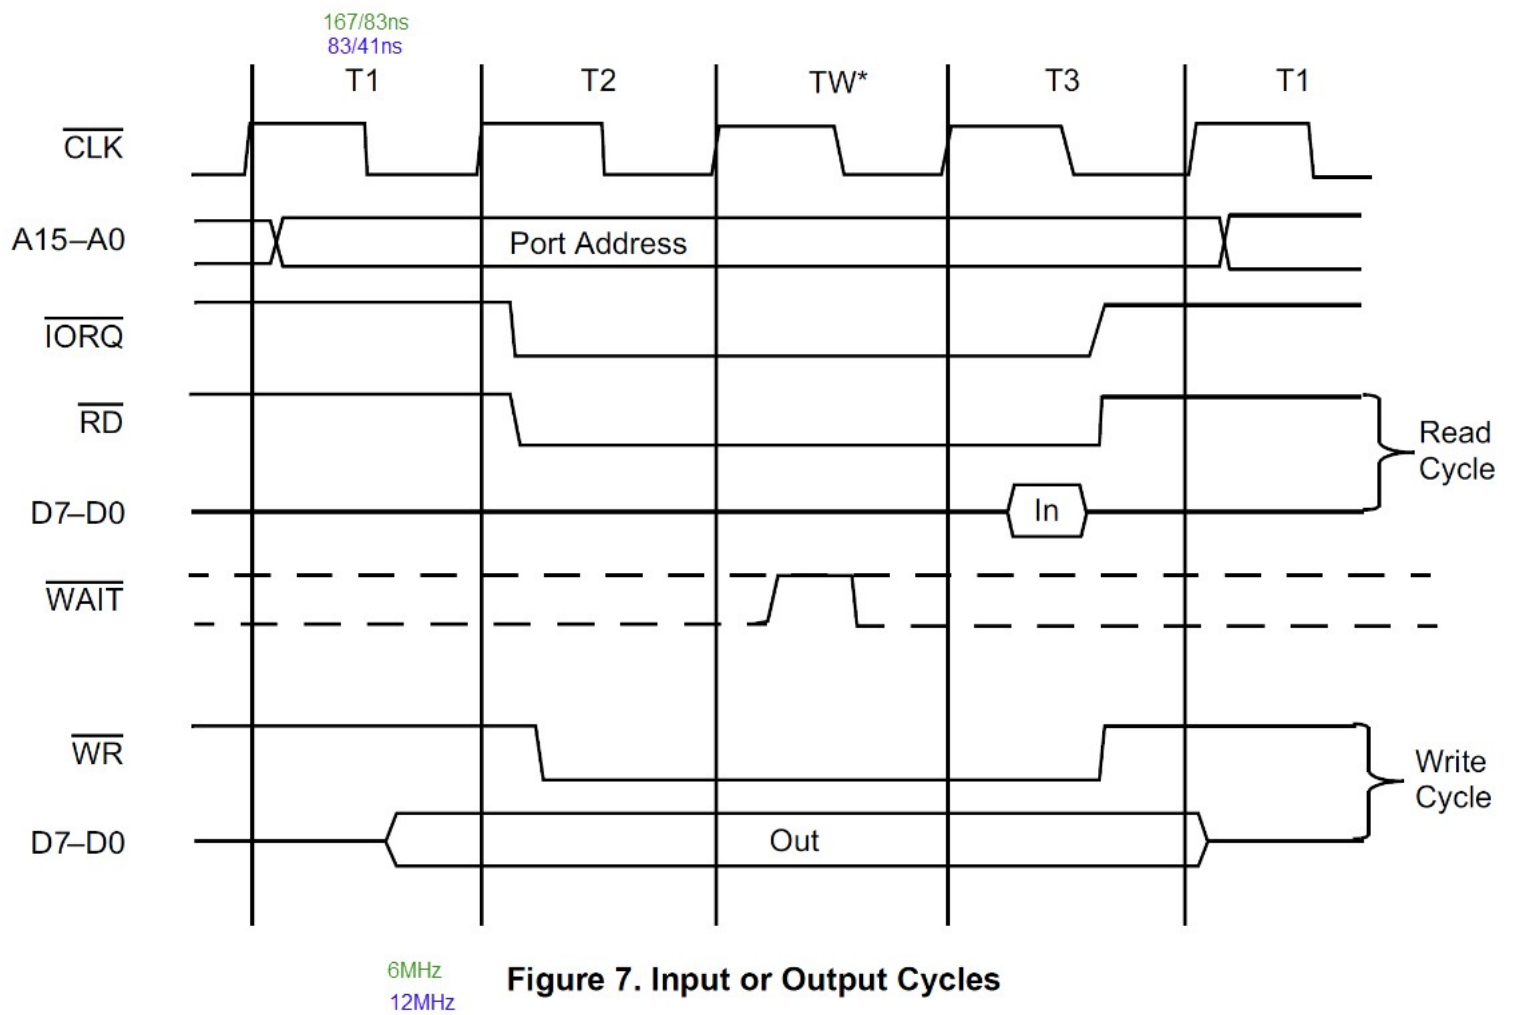 167/83ns
83/41ns
T1 T2 TW* T3 T1
CLK
A15–A0 Port Address
IORQ
RD
Read
Cycle
D7–D0 In
WAIT
WR
Write
Cycle
D7–D0 Out
6MHz
12MHz
Figure 7. Input or Output Cycles